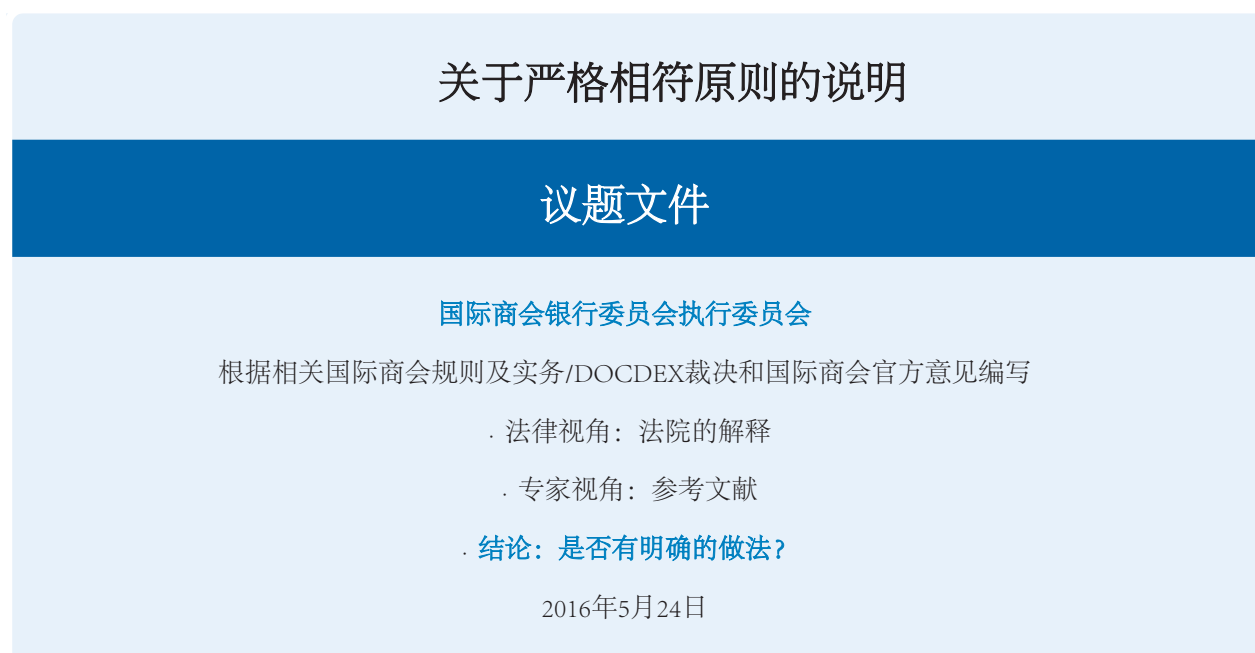 关于严格相符原则的说明
议题文件
国际商会银行委员会执行委员会
根据相关国际商会规则及实务/DOCDEX裁决和国际商会官方意见编写
· 法律视角：法院的解释
· 专家视角：参考文献
· 结论：是否有明确的做法?
2016年5月24日